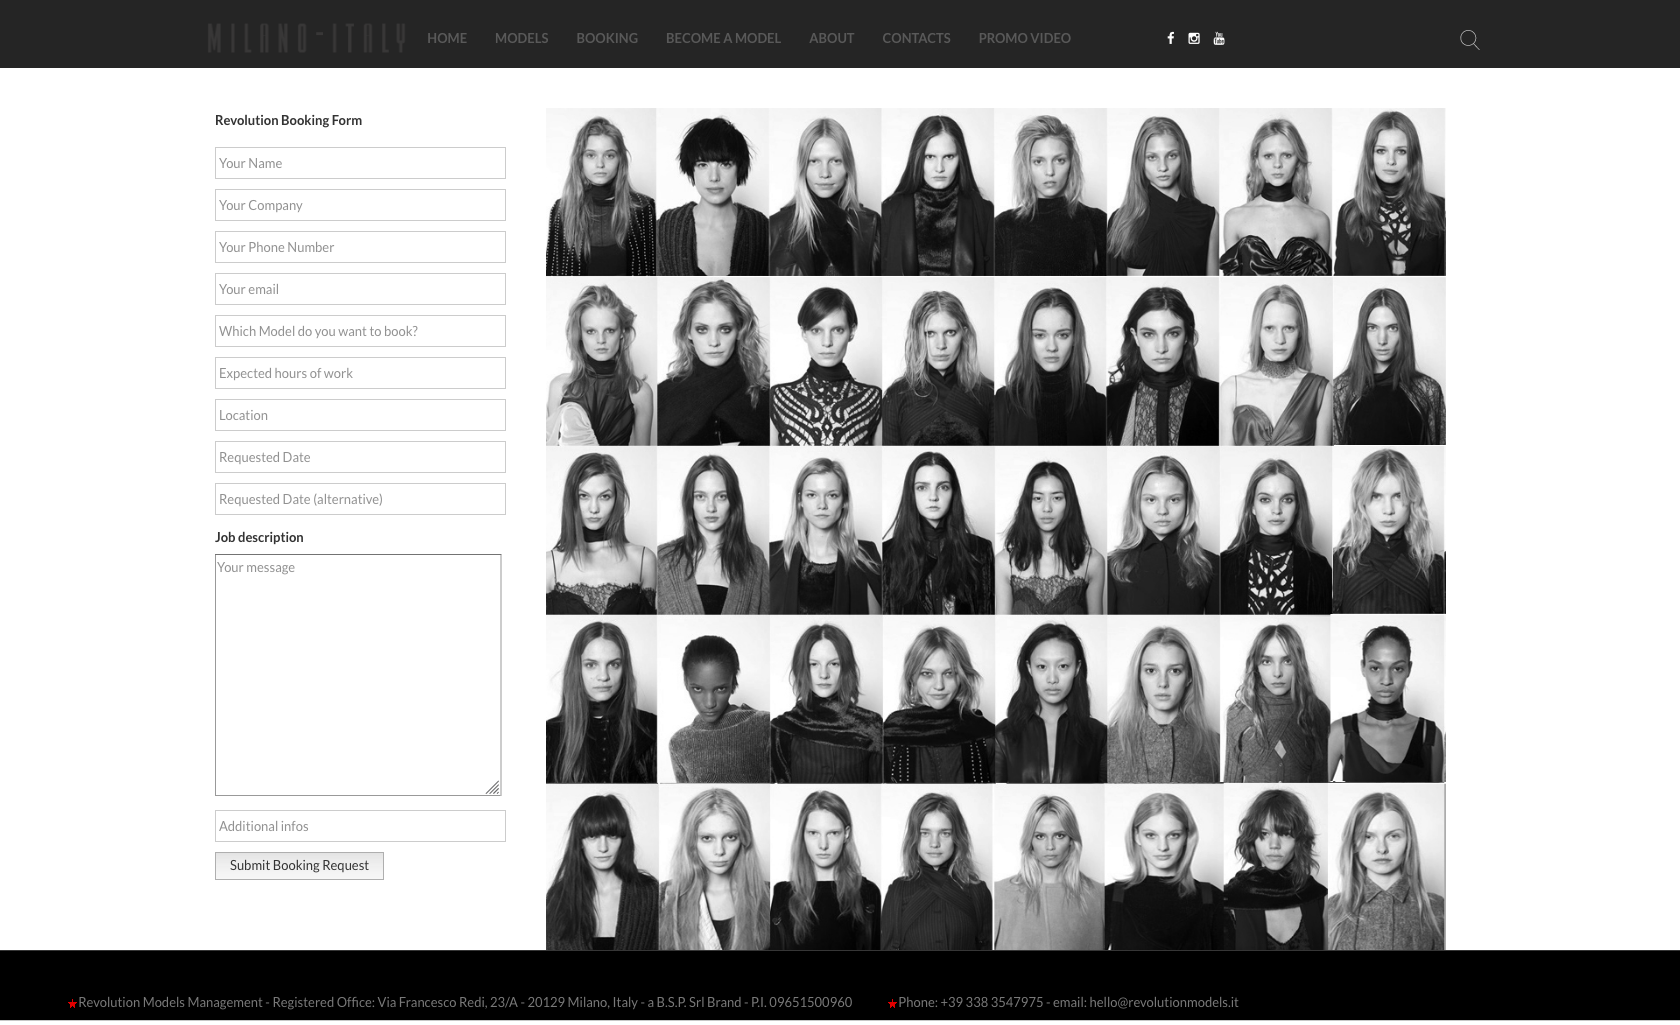 MILANO-ITALY
HOME MODELS BOOKING BECOME A MODEL ABOUT CONTACTS PROMO VIDEO
Revolution Booking Form
Your Name
Your Company
Your Phone Number
Your email
Which Model do you want to book?
Expected hours of work
Location
Requested Date
Requested Date (alternative)
Job description
Your message
Additional infos
Submit Booking Request
Revolution Models Management - Registered Office: Via Francesco Redi, 23/A - 20129 Milano, Italy - a B.S.P. Srl Brand - P.I. 09651500960
Phone: +39 338 3547975 - email: hello@revolutionmodels.it